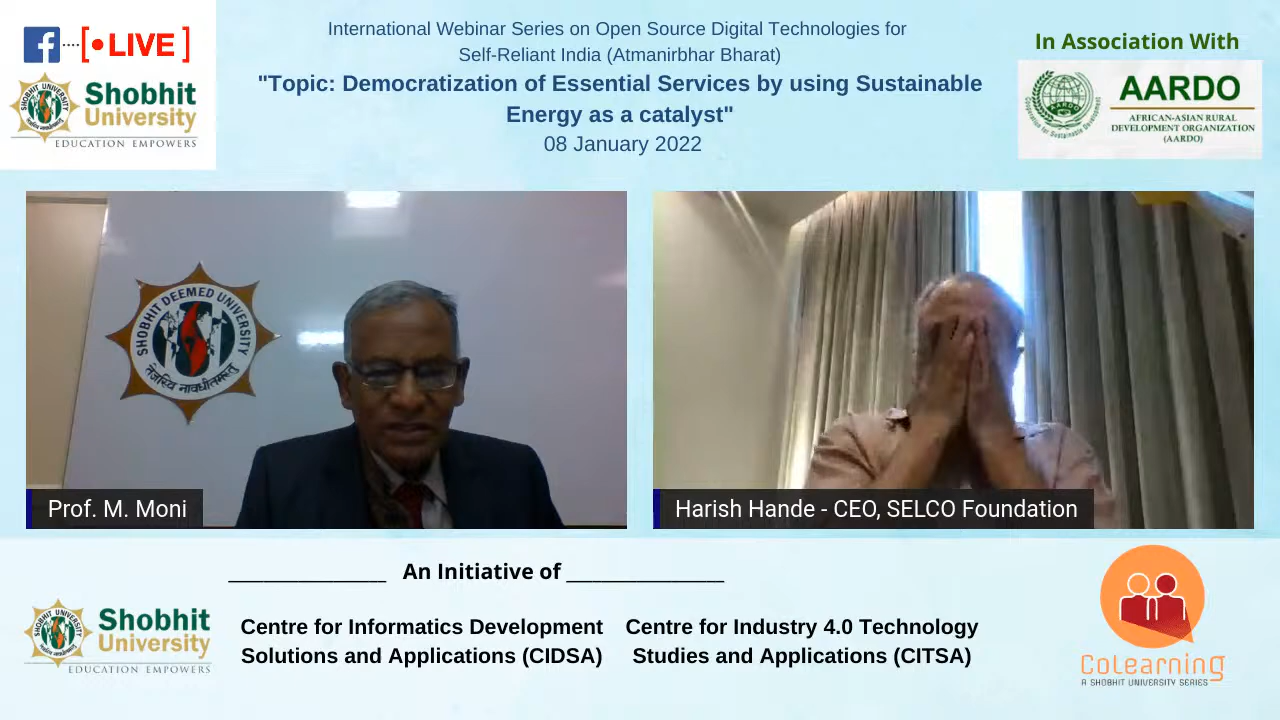 LIVE
Shobhit
University
EDUCATION EMPOWERS
International Webinar Series on Open Source Digital Technologies for
Self-Reliant India (Atmanirbhar Bharat)
"Topic: Democratization of Essential Services by using Sustainable
Energy as a catalyst"
08 January 2022
In Association With
AARDO
AFRICAN-ASIAN RURAL
DEVELOPMENT ORGANIZATION
(AARDO)
SHOBHIT DEEMED UNIVERSITY
तेजस्वि नावधीतमस्तु
Prof. M. Moni
Harish Hande - CEO, SELCO Foundation
An Initiative of
Shobhit
University
EDUCATION EMPOWERS
Centre for Informatics Development
Solutions and Applications (CIDSA)
Centre for Industry 4.0 Technology
Studies and Applications (CITSA)
CoLearning
A SHOBHIT UNIVERSITY SERIES